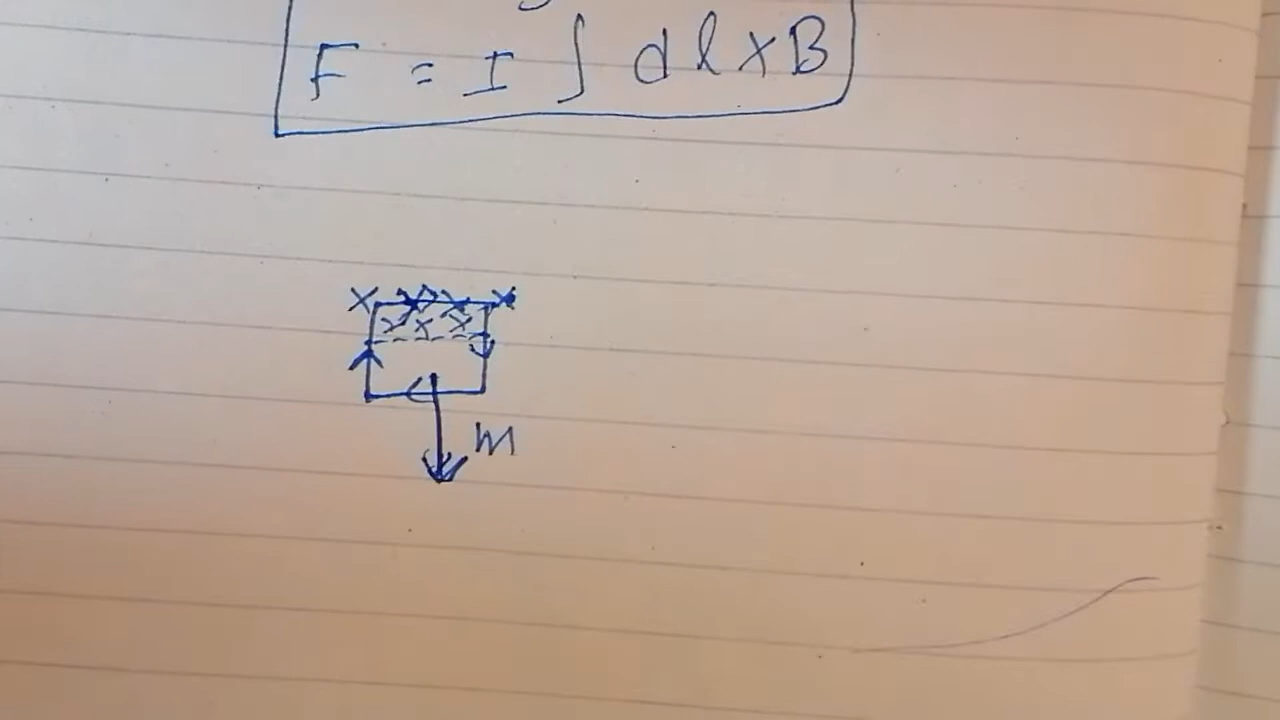 F = I ∫ dl × B
m